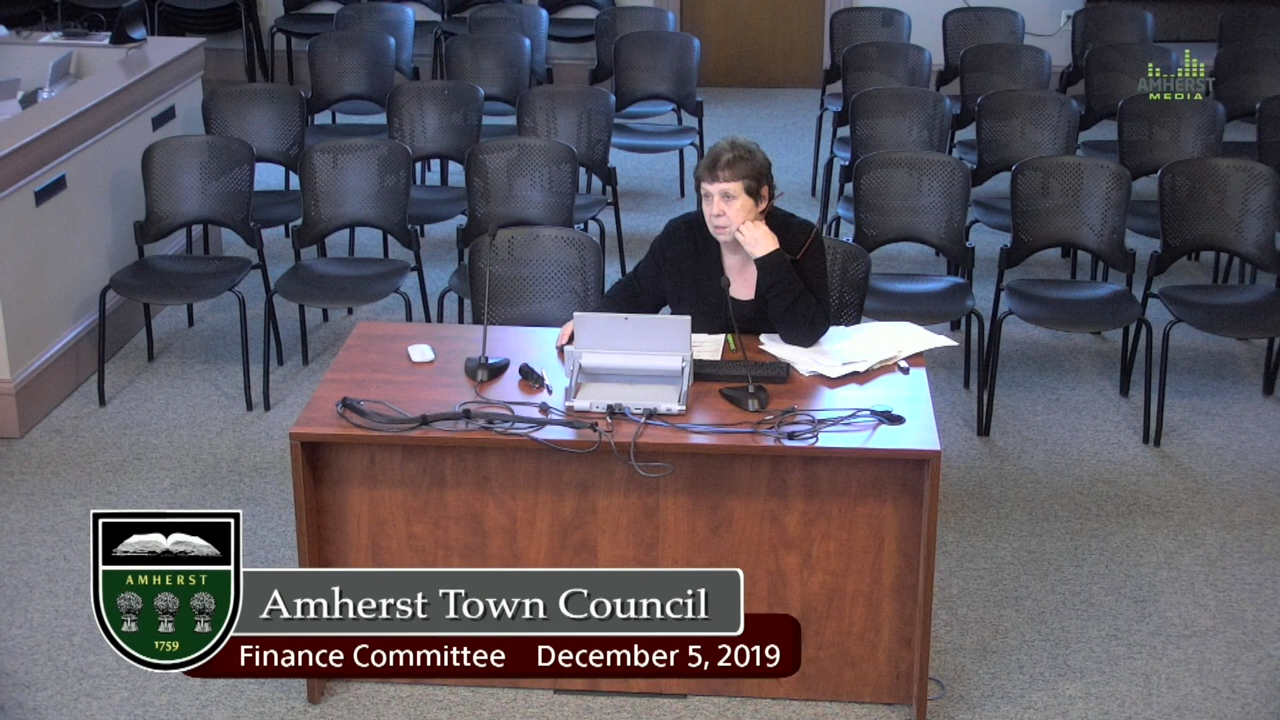 AMHERST
MEDIA
AMHERST
1759
Amherst Town Council
Finance Committee December 5, 2019